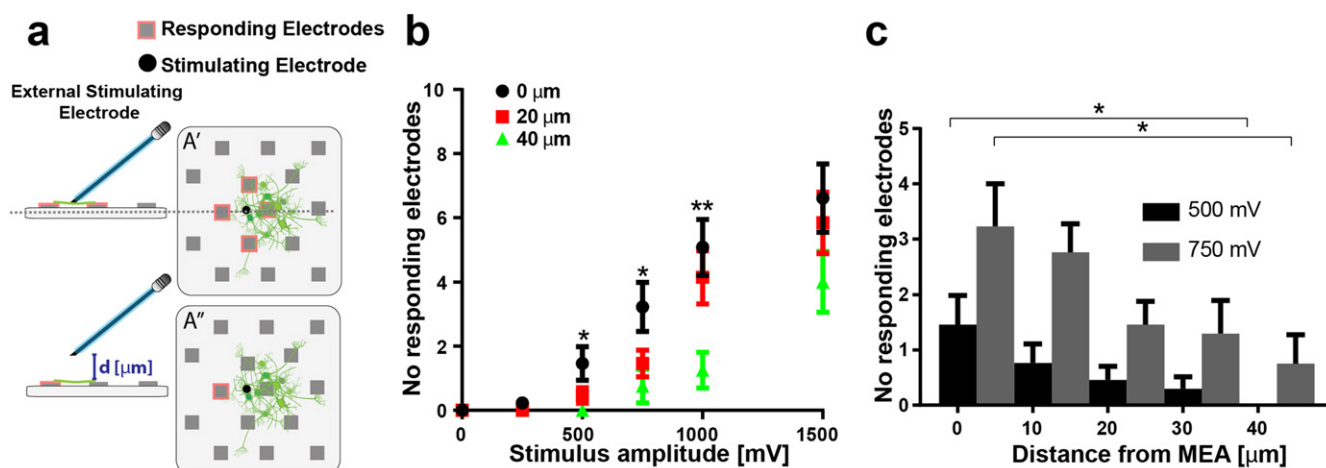 a
Responding Electrodes
Stimulating Electrode
External Stimulating
Electrode
A'
A"
d [μm]
b
No responding electrodes
10
8
6
4
2
0
0 μm
20 μm
40 μm
*
*
**
0
500
1000
1500
Stimulus amplitude [mV]
c
No responding electrodes
5
4
3
2
1
0
*
*
500 mV
750 mV
0
10
20
30
40
Distance from MEA [μm]